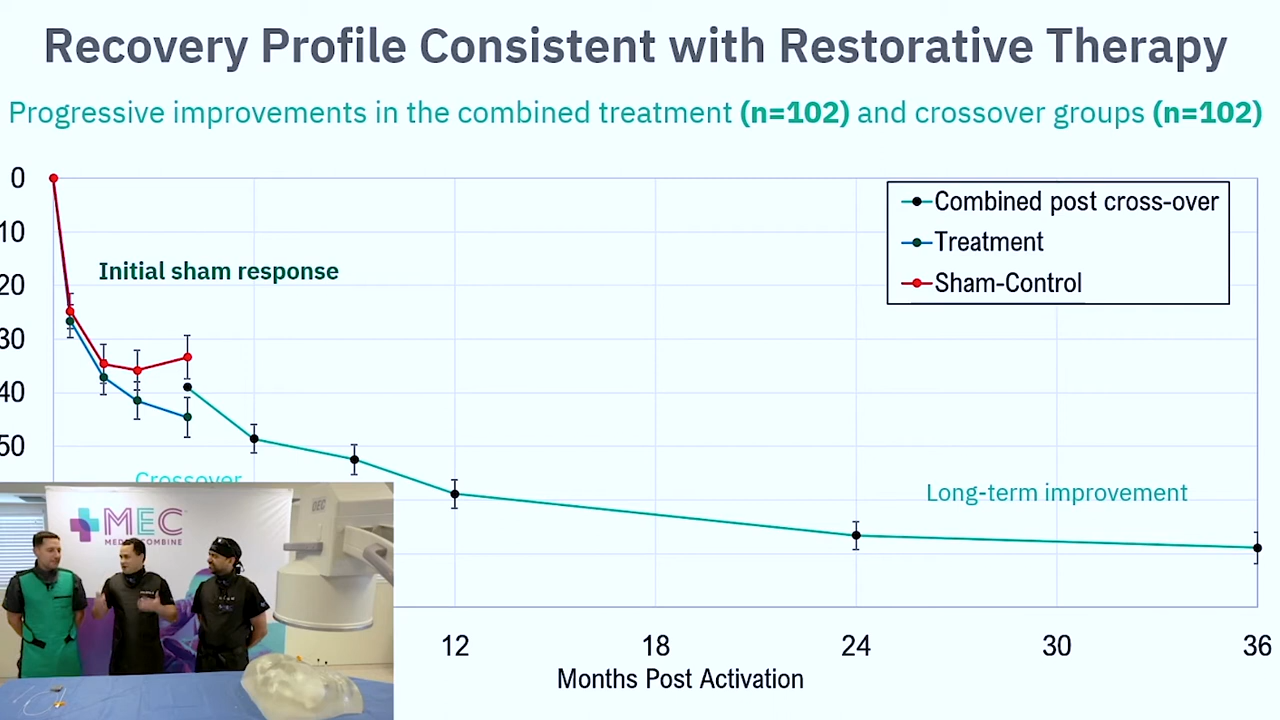 Recovery Profile Consistent with Restorative Therapy
Progressive improvements in the combined treatment (n=102) and crossover groups (n=102)
0
10
20
30
40
50
Initial sham response
Combined post cross-over
Treatment
Sham-Control
Crossover
Long-term improvement
MEC
COMBINE
12
18
24
30
36
Months Post Activation